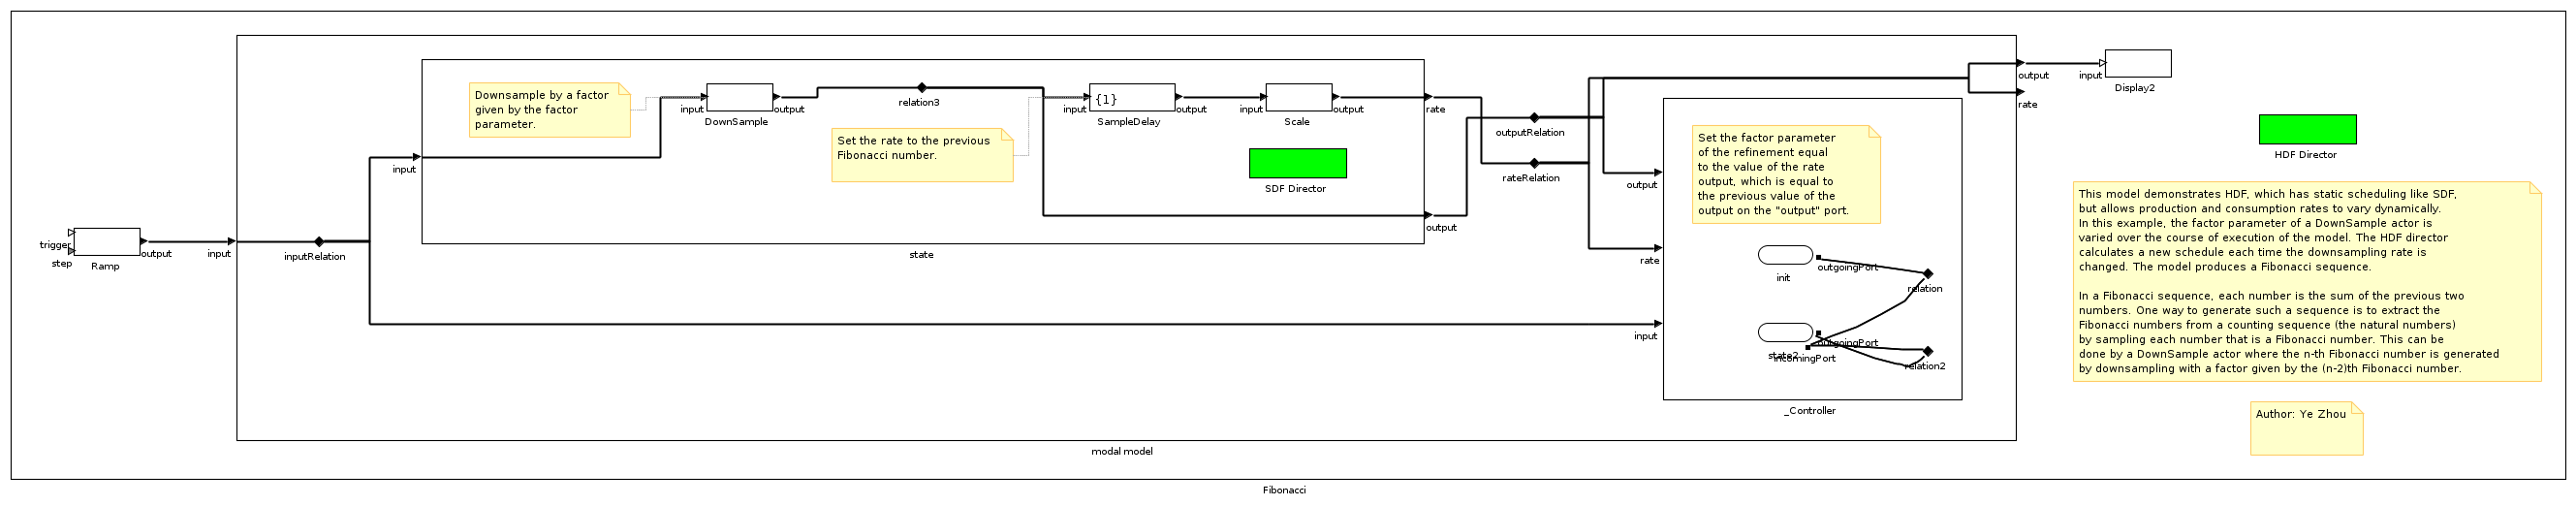 Downsample by a factor
given by the factor
parameter.
input
DownSample
output
relation3
Set the rate to the previous
Fibonacci number.
input
{1}
SampleDelay
output
input
Scale
output
SDF Director
rate
output
input
state
trigger
step
Ramp
output
input
inputRelation
outputRelation
rateRelation
output
rate
input
Set the factor parameter
of the refinement equal
to the value of the rate
output, which is equal to
the previous value of the
output on the "output" port.
init
outgoingPort
relation
state2
outgoingPort
incomingPort
relation2
_Controller
modal model
output
rate
input
Display2
HDF Director
This model demonstrates HDF, which has static scheduling like SDF,
but allows production and consumption rates to vary dynamically.
In this example, the factor parameter of a DownSample actor is
varied over the course of execution of the model. The HDF director
calculates a new schedule each time the downsampling rate is
changed. The model produces a Fibonacci sequence.
In a Fibonacci sequence, each number is the sum of the previous two
numbers. One way to generate such a sequence is to extract the
Fibonacci numbers from a counting sequence (the natural numbers)
by sampling each number that is a Fibonacci number. This can be
done by a DownSample actor where the n-th Fibonacci number is generated
by downsampling with a factor given by the (n-2)th Fibonacci number.
Author: Ye Zhou
Fibonacci